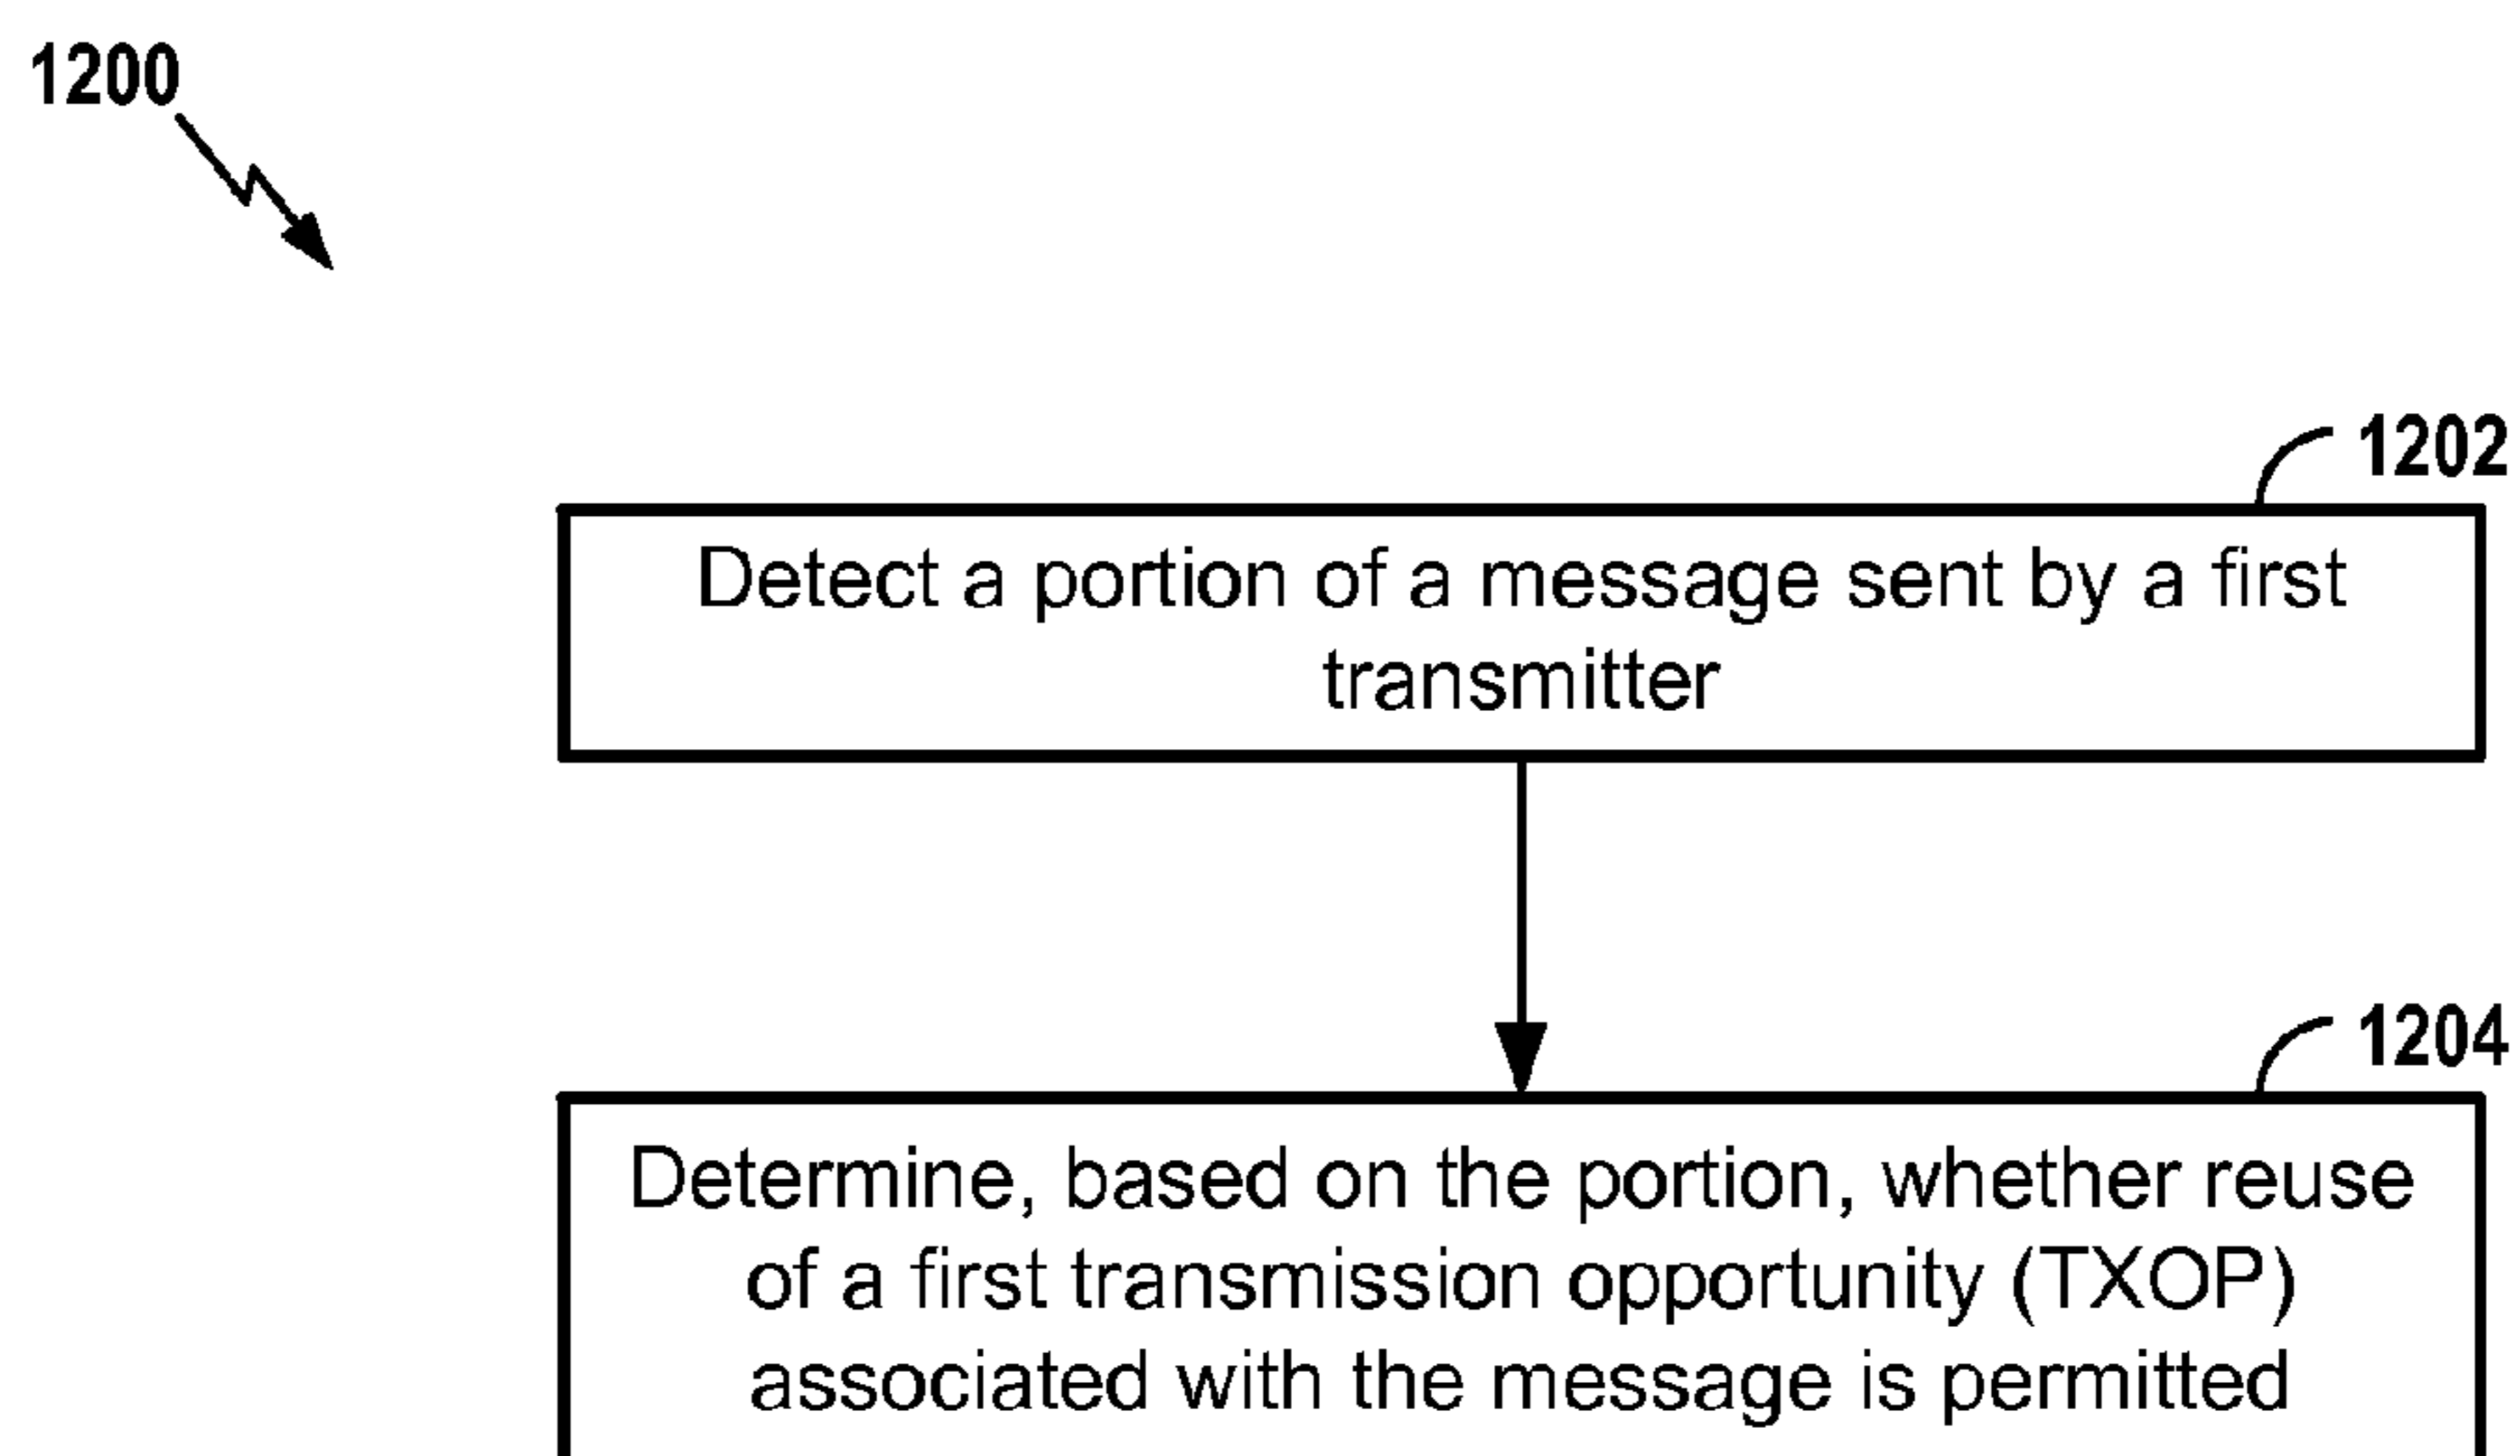 1200
1202
Detect a portion of a message sent by a first
transmitter
1204
Determine, based on the portion, whether reuse
of a first transmission opportunity (TXOP)
associated with the message is permitted